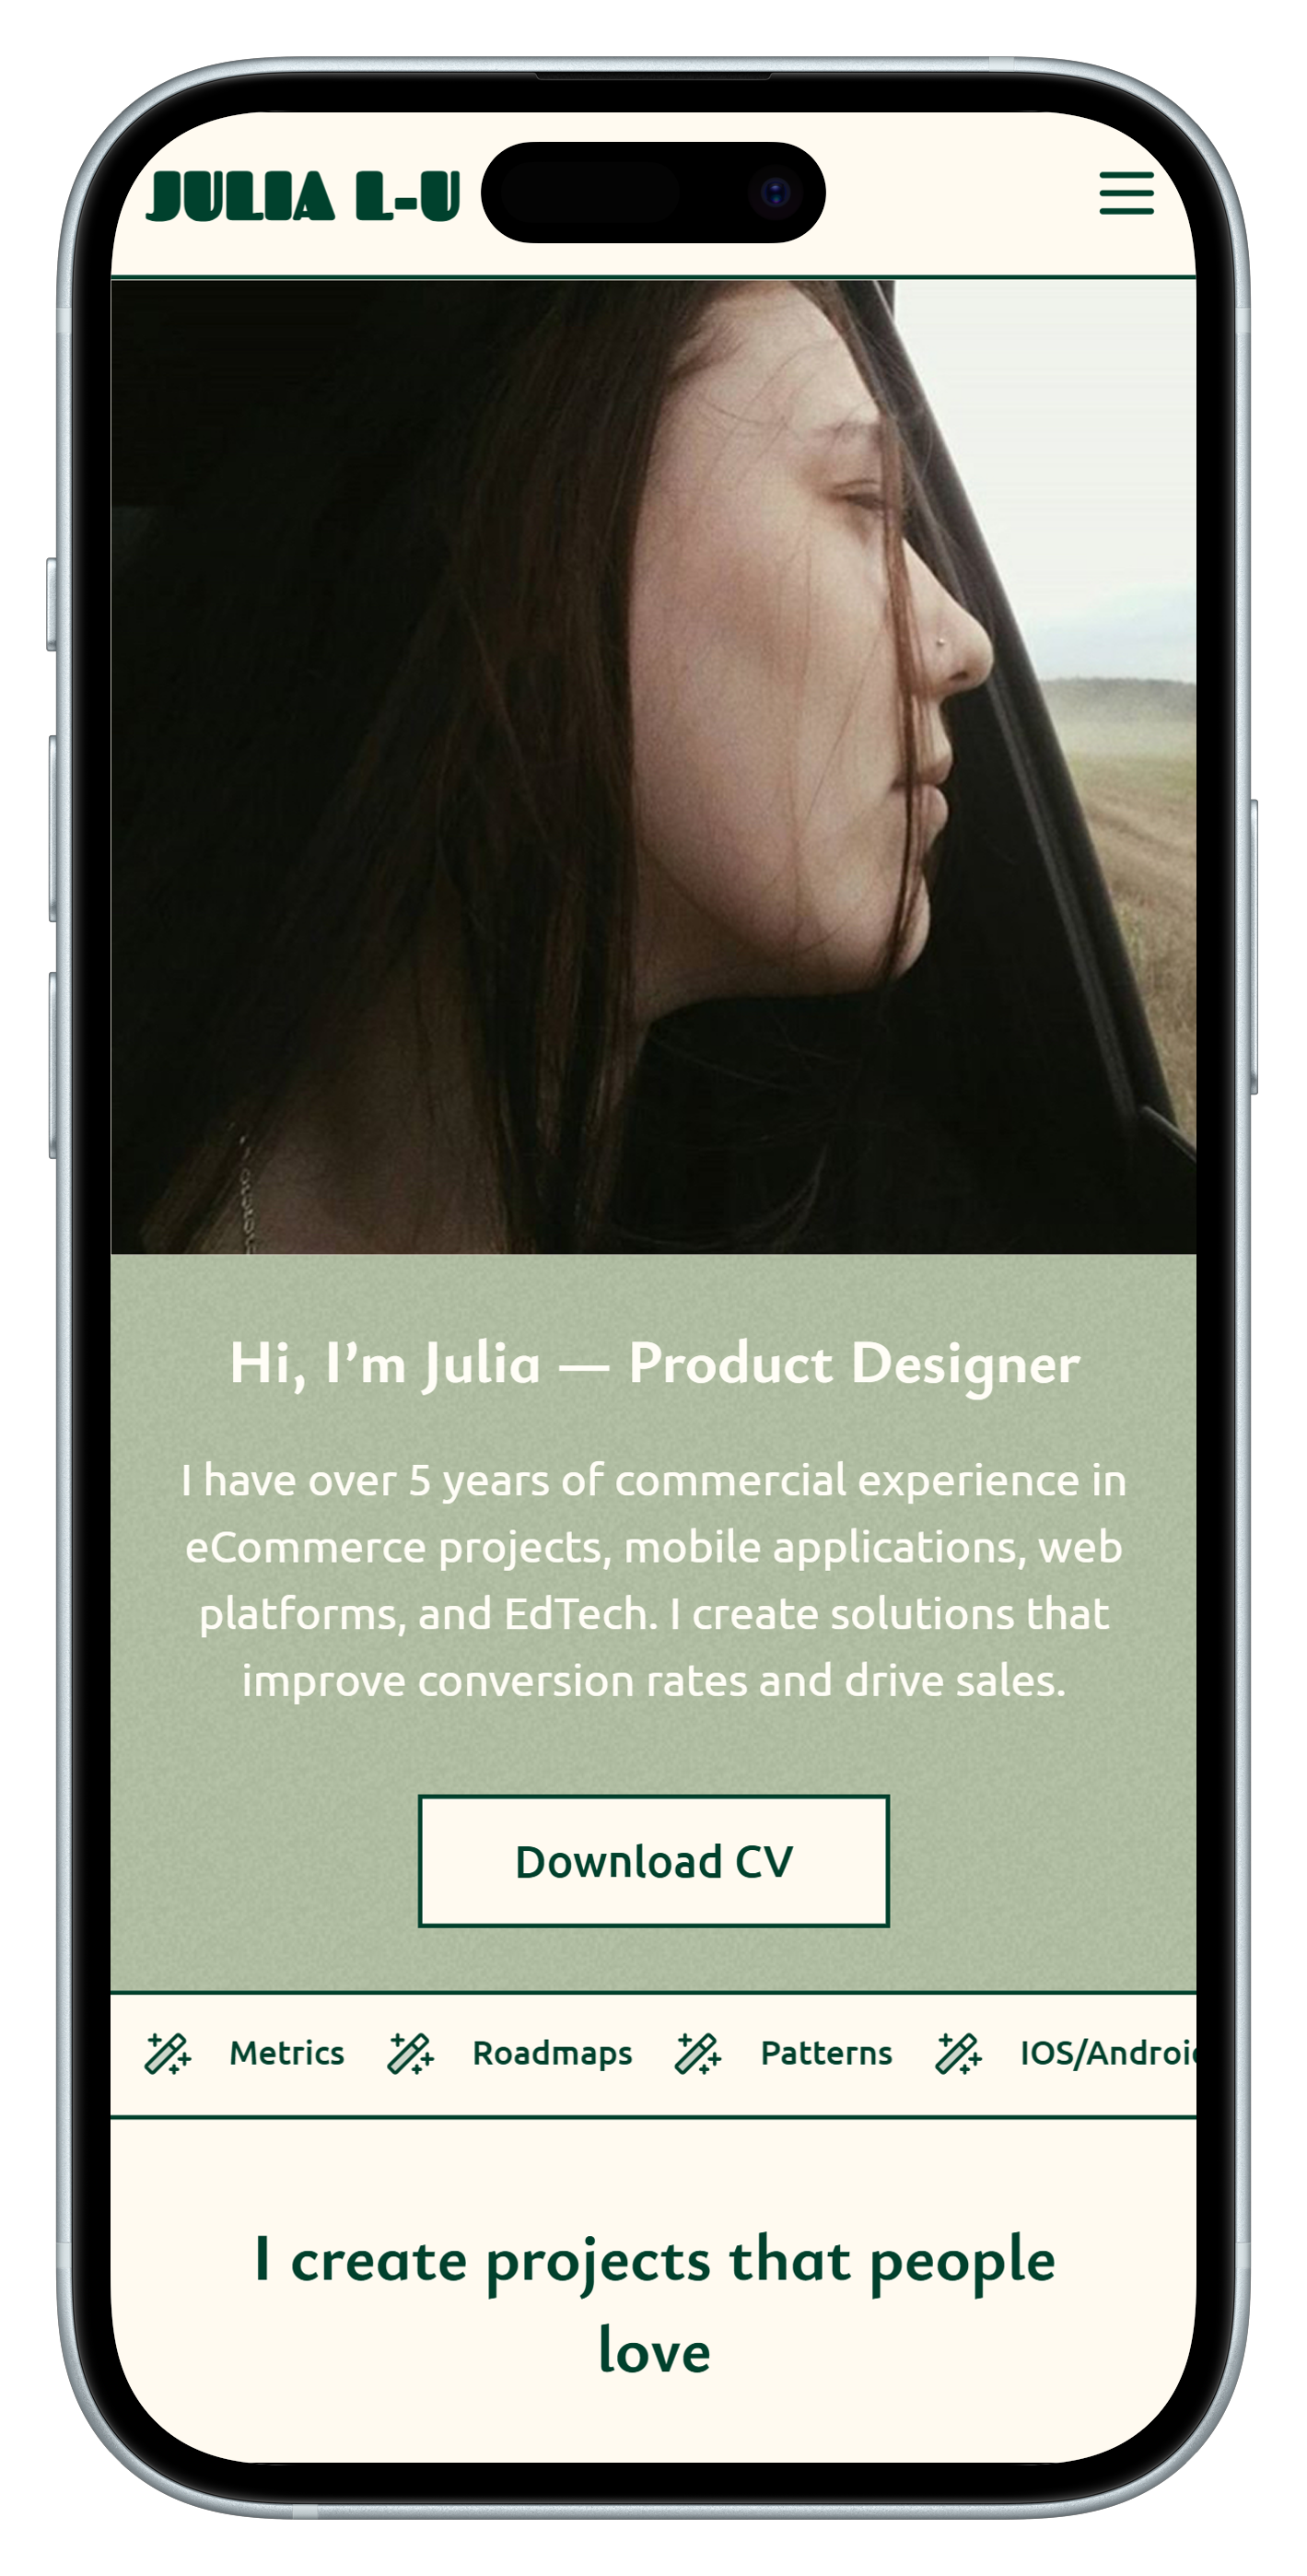 JULIA L-U
Hi, I’m Julia — Product Designer
I have over 5 years of commercial experience in
eCommerce projects, mobile applications, web
platforms, and EdTech. I create solutions that
improve conversion rates and drive sales.
Download CV
Metrics Roadmaps Patterns IOS/Android
I create projects that people
love